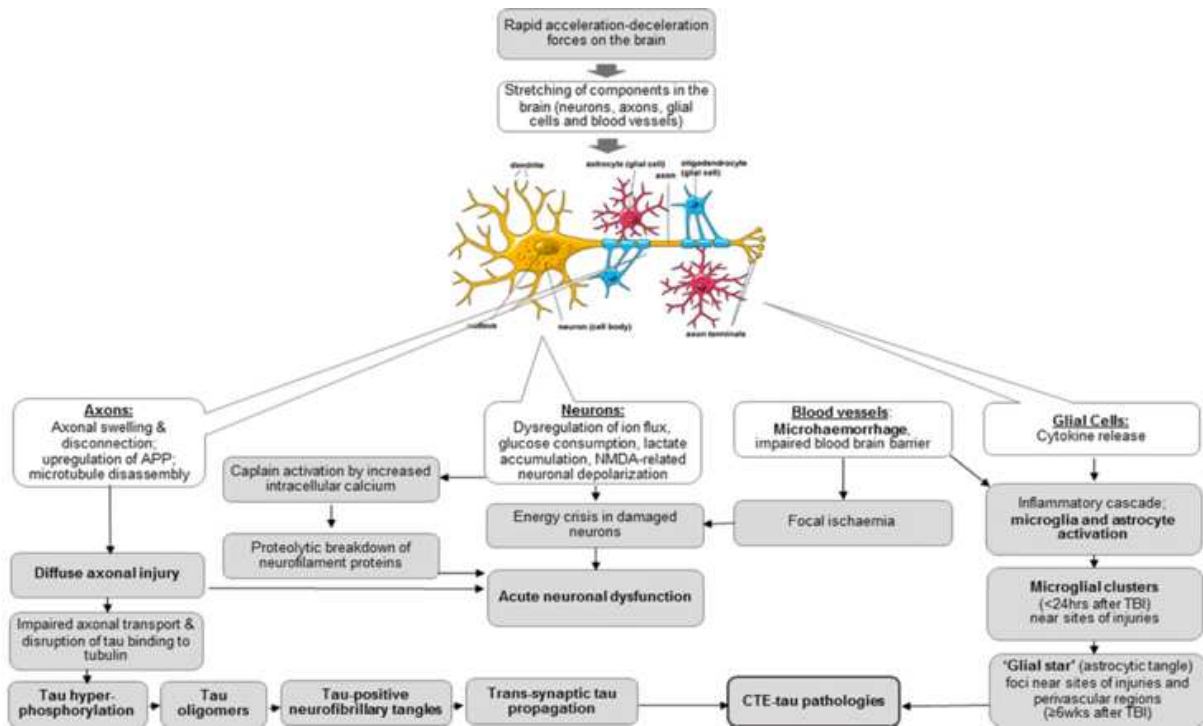 Rapid acceleration-deceleration
forces on the brain
Stretching of components in the
brain (neurons, axons, glial
cells and blood vessels)
dendrite
astrocyte (glial cell)
axon
oligodendrocyte
(glial cell)
nucleus
neuron (cell body)
axon terminals
Axons:
Axonal swelling &
disconnection;
upregulation of APP;
microtubule disassembly
Neurons:
Dysregulation of ion flux,
glucose consumption, lactate
accumulation, NMDA-related
neuronal depolarization
Blood vessels:
Microhaemorrhage,
impaired blood brain barrier
Glial Cells:
Cytokine release
Caplain activation by increased
intracellular calcium
Energy crisis in damaged
neurons
Focal ischaemia
Inflammatory cascade;
microglia and astrocyte
activation
Proteolytic breakdown of
neurofilament proteins
Diffuse axonal injury
Acute neuronal dysfunction
Microglial clusters
(<24hrs after TBI)
near sites of injuries
Impaired axonal transport &
disruption of tau binding to
tubulin
'Glial star' (astrocytic tangle)
foci near sites of injuries and
perivascular regions
(≥6wks after TBI)
Tau hyper-
phosphorylation
Tau
oligomers
Tau-positive
neurofibrillary tangles
Trans-synaptic tau
propagation
CTE-tau pathologies